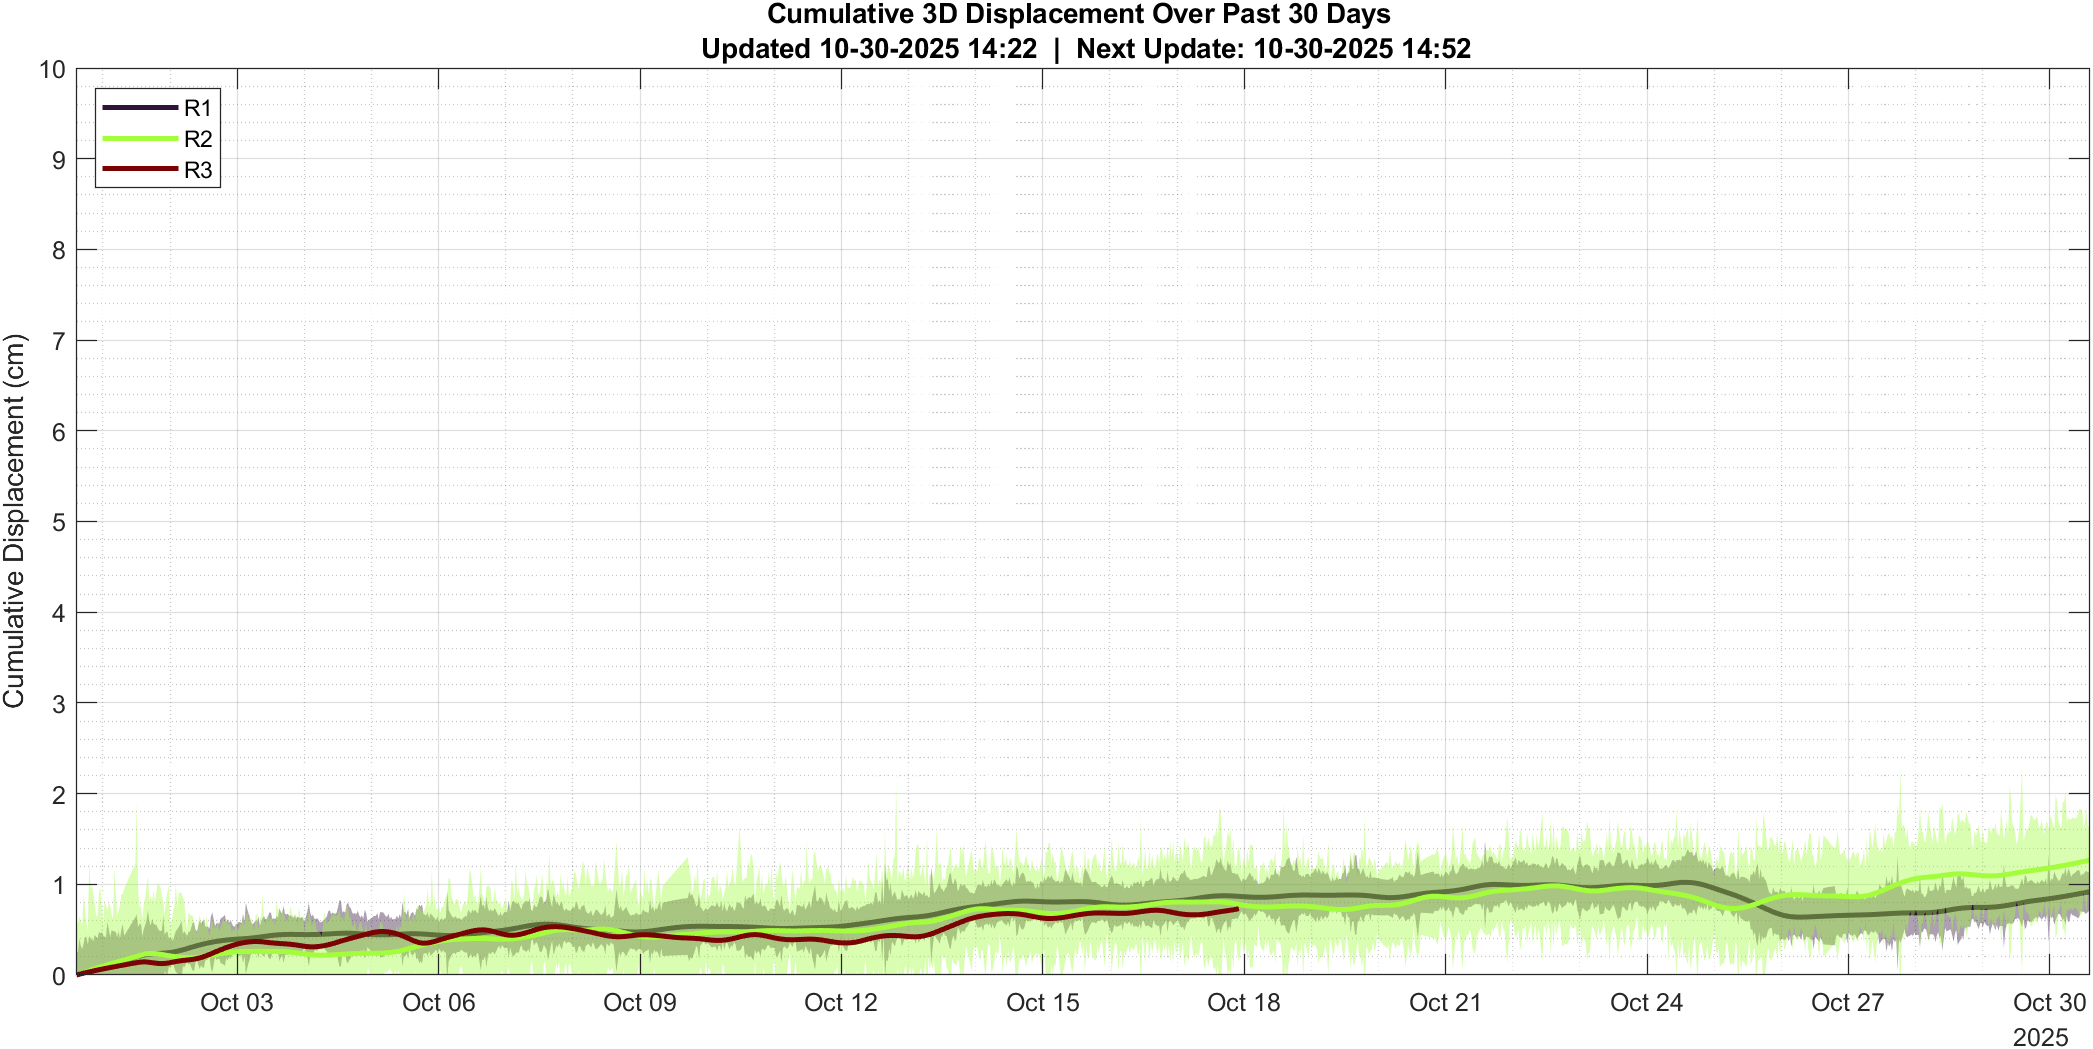 Cumulative 3D Displacement Over Past 30 Days
Updated 10-30-2025 14:22 | Next Update: 10-30-2025 14:52
R1
R2
R3
Cumulative Displacement (cm)
10
9
8
7
6
5
4
3
2
1
0
Oct 03 Oct 06 Oct 09 Oct 12 Oct 15 Oct 18 Oct 21 Oct 24 Oct 27 Oct 30
2025